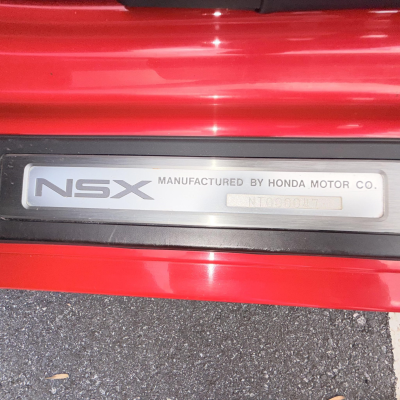 NSX MANUFACTURED BY HONDA MOTOR CO.